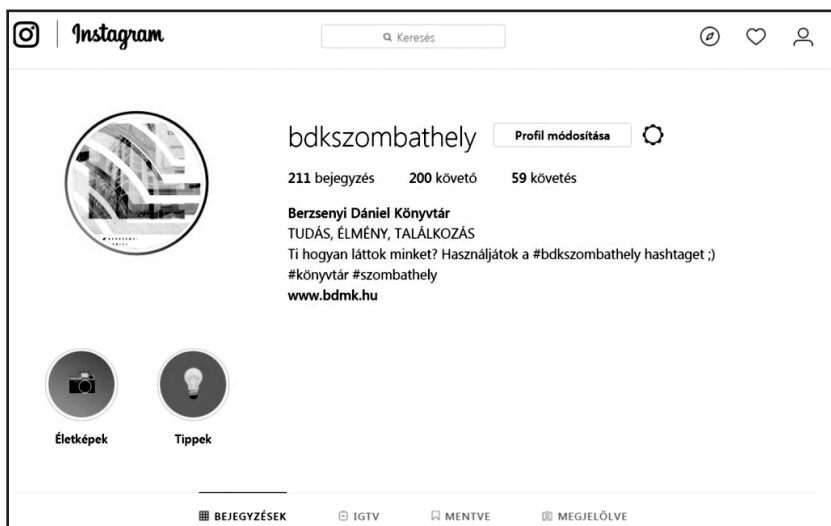 Instagram
Keresés
bdkszombathely Profil módosítása
211 bejegyzés 200 követő 59 követés
Berzsenyi Dániel Könyvtár
TUDÁS, ÉLMÉNY, TALÁLKOZÁS
Ti hogyan láttok minket? Használjátok a #bdkszombathely hashtaget ;)
#könyvtár #szombathely
www.bdmk.hu
Életképek Tippek
BEJEGYZÉSEK IGTV MENTVE MEGJELÖLVE